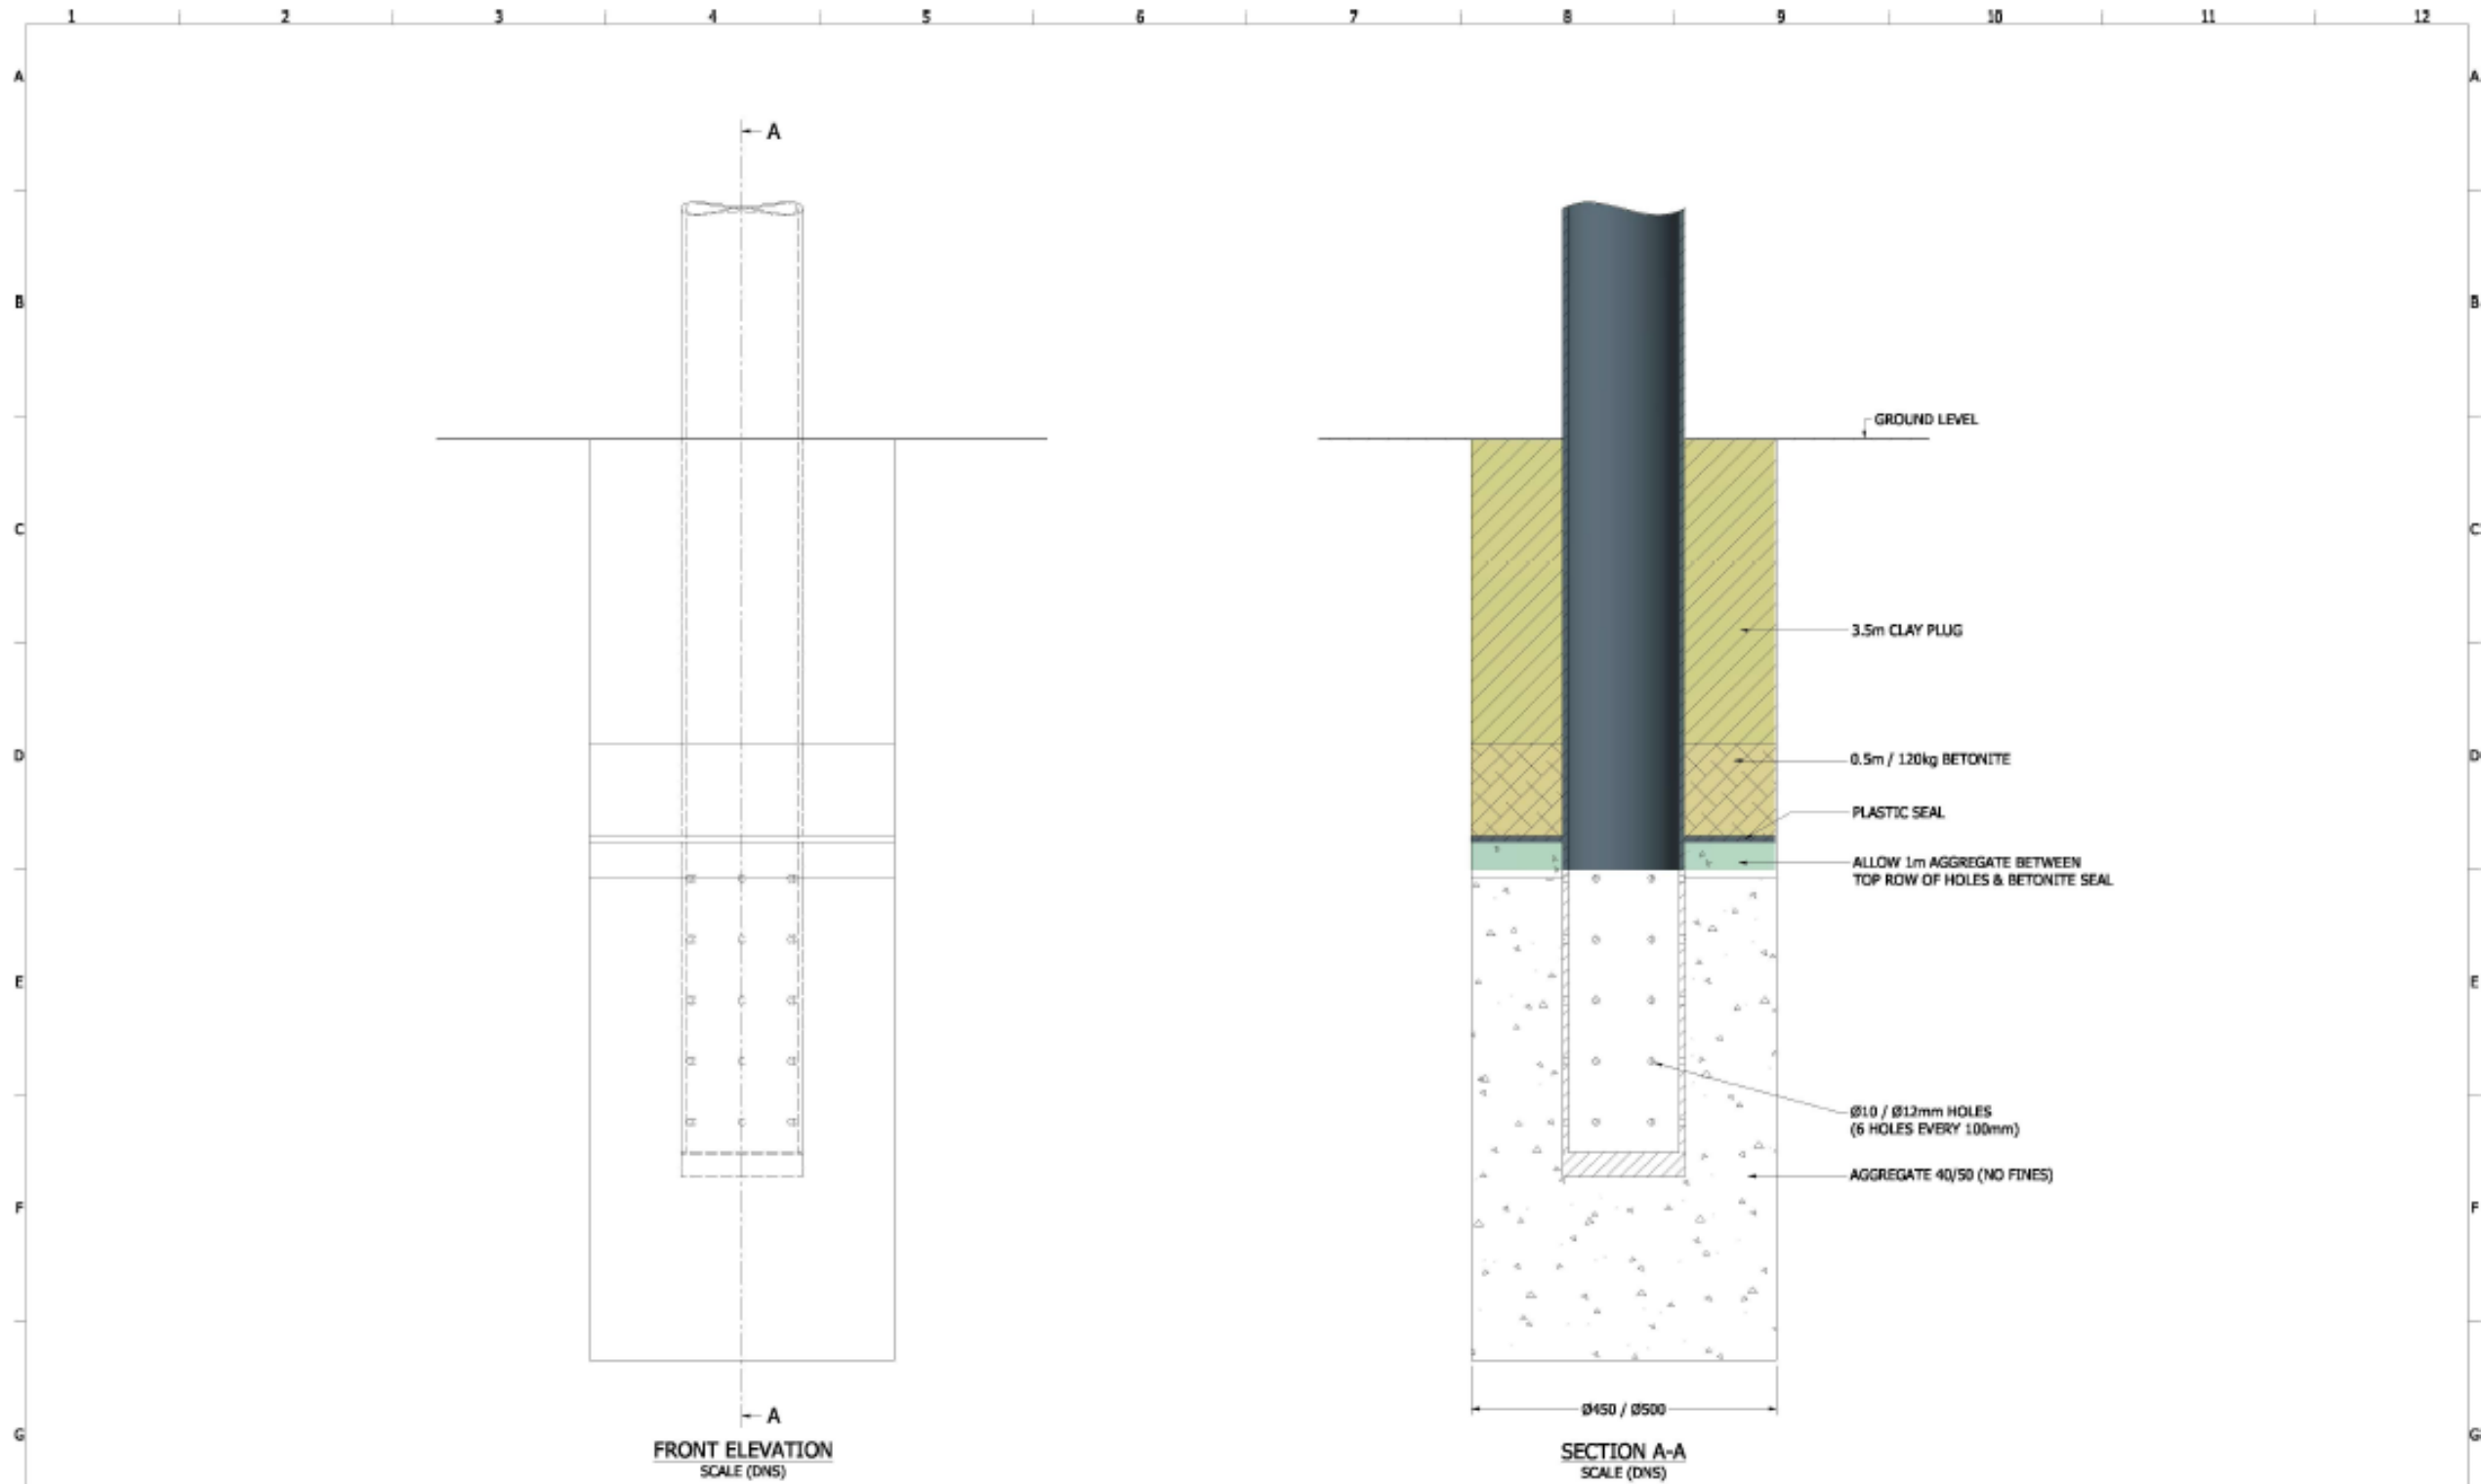 1 2 3 4 5 6 7 8 9 10 11 12
A A
B B
C C
D D
E E
F F
G G
A
A
FRONT ELEVATION
SCALE (DNS)
GROUND LEVEL
3.5m CLAY PLUG
0.5m / 120kg BETONITE
PLASTIC SEAL
ALLOW 1m AGGREGATE BETWEEN
TOP ROW OF HOLES & BETONITE SEAL
Ø10 / Ø12mm HOLES
(6 HOLES EVERY 100mm)
AGGREGATE 40/50 (NO FINES)
Ø450 / Ø500
SECTION A-A
SCALE (DNS)